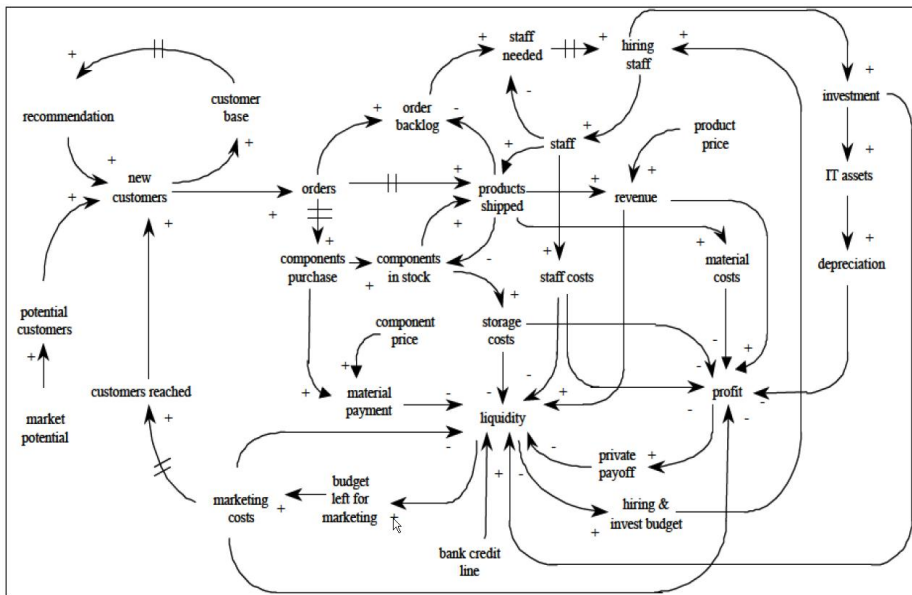 staff
needed
hiring
staff
investment
recommendation
customer
base
order
backlog
staff
product
price
new
customers
orders
products
shipped
revenue
IT assets
components
purchase
components
in stock
staff costs
material
costs
depreciation
potential
customers
component
price
storage
costs
customers reached
material
payment
liquidity
profit
market
potential
private
payoff
marketing
costs
budget
left for
marketing
hiring &
invest budget
bank credit
line